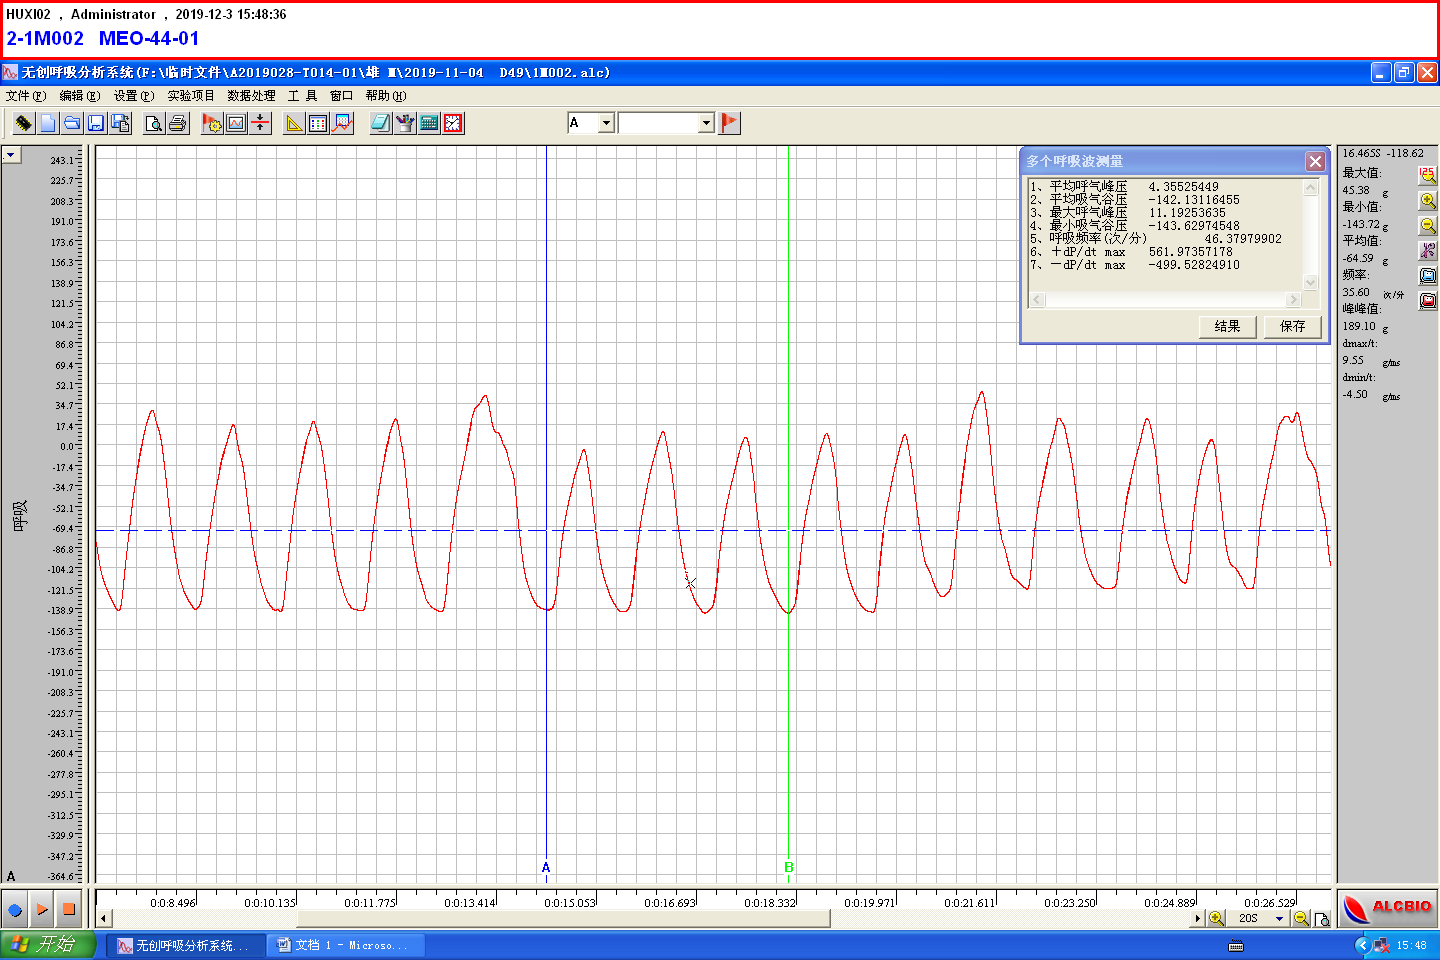 HUXI02 , Administrator , 2019-12-3 15:48:36
2-1M002 MEO-44-01
无创呼吸分析系统(F:\临时文件\A2019028-T014-01\雄 M\2019-11-04 D49\1M002.alc)
文件(F) 编辑(E) 设置(P) 实验项目 数据处理 工 具 窗口 帮助(H)
A
243.1
225.7
208.3
191.0
173.6
156.3
138.9
121.5
104.2
86.8
69.4
52.1
34.7
17.4
0.0
-17.4
-34.7
-52.1
-69.4
-86.8
-104.2
-121.5
-138.9
-156.3
-173.6
-191.0
-208.3
-225.7
-243.1
-260.4
-277.8
-295.1
-312.5
-329.9
-347.2
-364.6
呼吸
A
A
B
多个呼吸波测量
1、平均呼气峰压 4.35525449
2、平均吸气谷压 -142.13116455
3、最大呼气峰压 11.19253635
4、最小吸气谷压 -143.62974548
5、呼吸频率(次/分) 46.37979902
6、＋dP/dt max 561.97357178
7、－dP/dt max -499.52824910
结果 保存
16.465S -118.62
最大值:
45.38 g
最小值:
-143.72 g
平均值:
-64.59 g
频率:
35.60 次/分
峰峰值:
189.10 g
dmax/t:
9.55 g/ms
dmin/t:
-4.50 g/ms
125
0:0:8.496 0:0:10.135 0:0:11.775 0:0:13.414 0:0:15.053 0:0:16.693 0:0:18.332 0:0:19.971 0:0:21.611 0:0:23.250 0:0:24.889 0:0:26.529
20S
ALCBIO
开始 无创呼吸分析系统... 文档 1 - Microso... 15:48